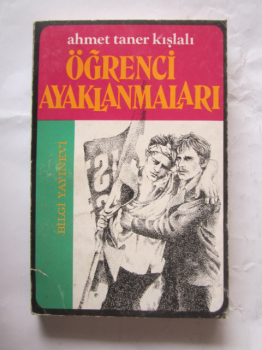 ahmet taner kışlalı
ÖĞRENCİ
AYAKLANMALARI
BİLGİ YAYINEVİ